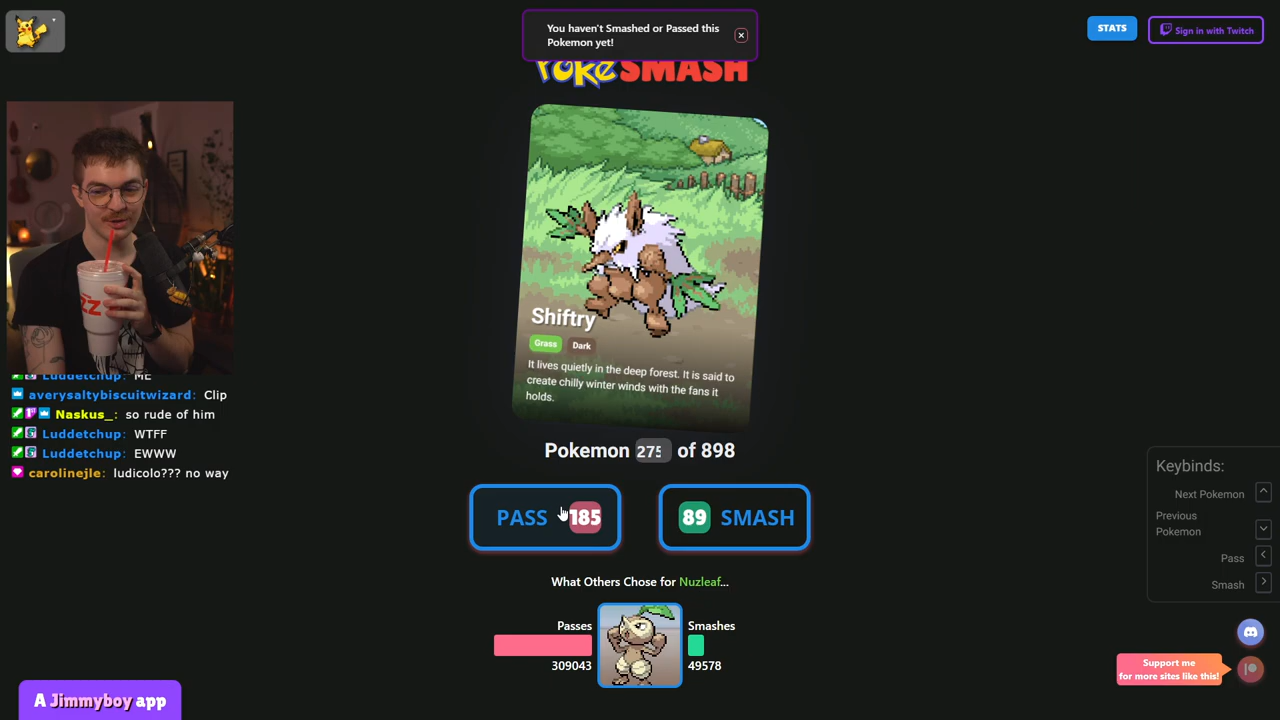 You haven't Smashed or Passed this
Pokemon yet!
STATS
Sign in with Twitch
POKéSMASH
Shiftry
Grass
Dark
It lives quietly in the deep forest. It is said to
create chilly winter winds with the fans it
holds.
Luddetchup: ME
averysaltybiscuitwizard: Clip
Naskus_: so rude of him
Luddetchup: WTFF
Luddetchup: EWWW
carolinejle: ludicolo??? no way
Pokemon 275 of 898
PASS 185
89 SMASH
What Others Chose for Nuzleaf...
Passes
309043
Smashes
49578
Keybinds:
Next Pokemon
Previous
Pokemon
Pass
Smash
Support me
for more sites like this!
A Jimmyboy app